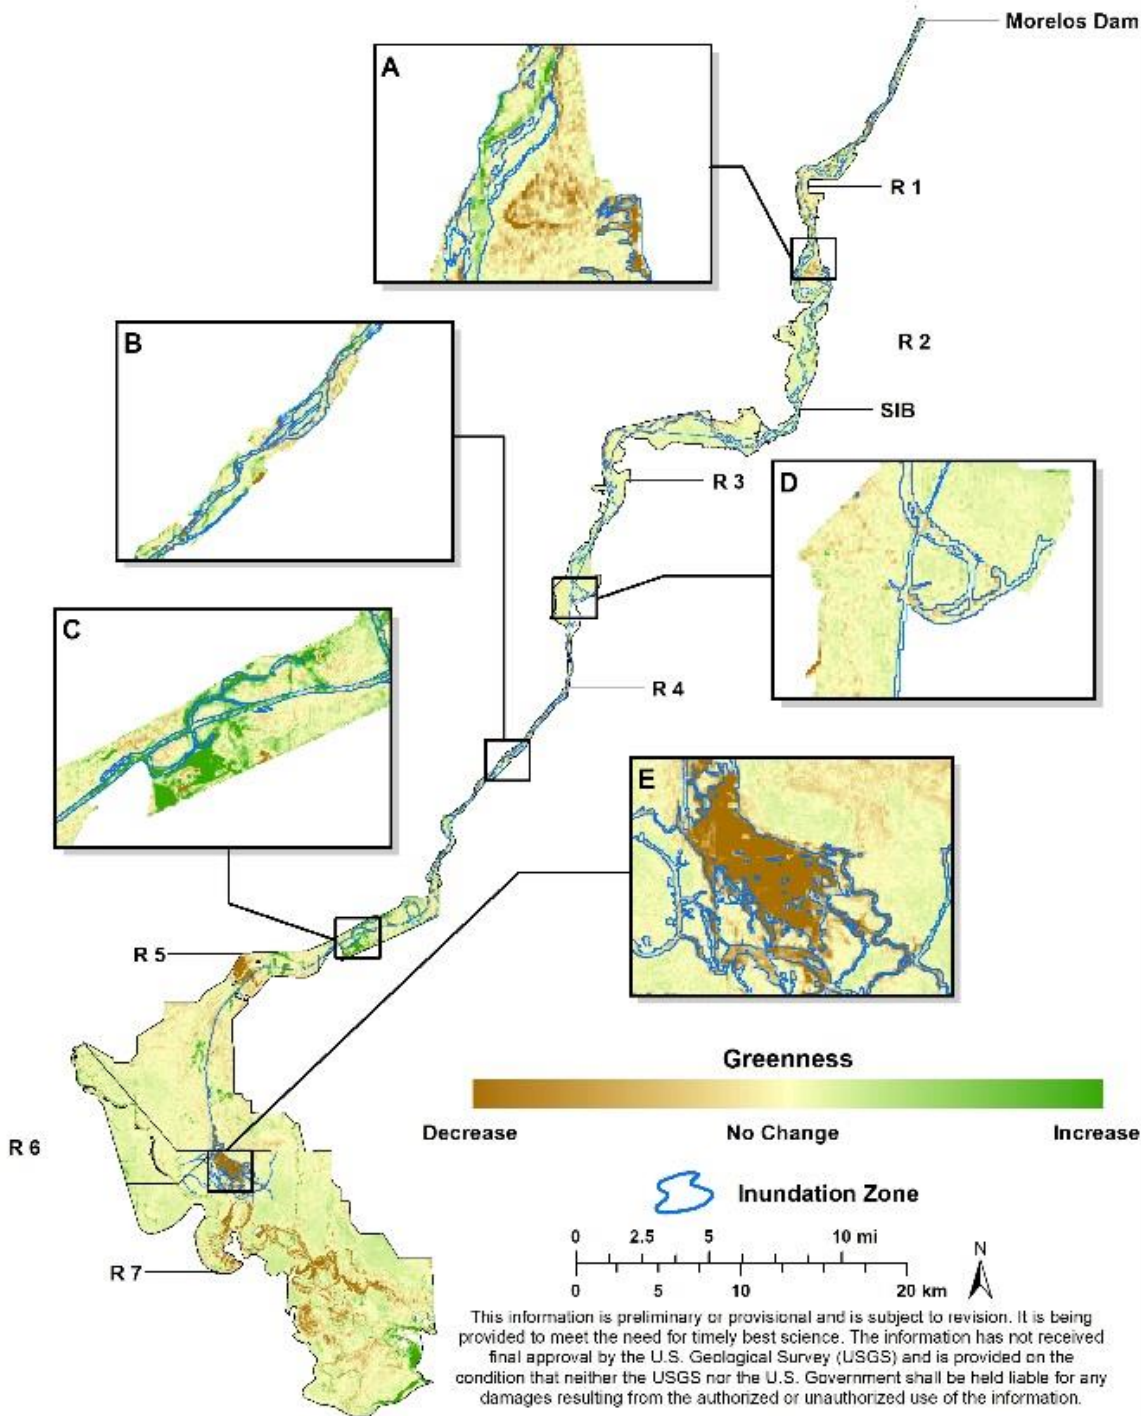 Morelos Dam
A
R 1
B
R 2
SIB
R 3
D
C
R 4
E
R 5
Greenness
Decrease
No Change
Increase
R 6
Inundation Zone
0 2.5 5 10 mi
N
R 7
0 5 10 20 km
This information is preliminary or provisional and is subject to revision. It is being
provided to meet the need for timely best science. The information has not received
final approval by the U.S. Geological Survey (USGS) and is provided on the
condition that neither the USGS nor the U.S. Government shall be held liable for any
damages resulting from the authorized or unauthorized use of the information.